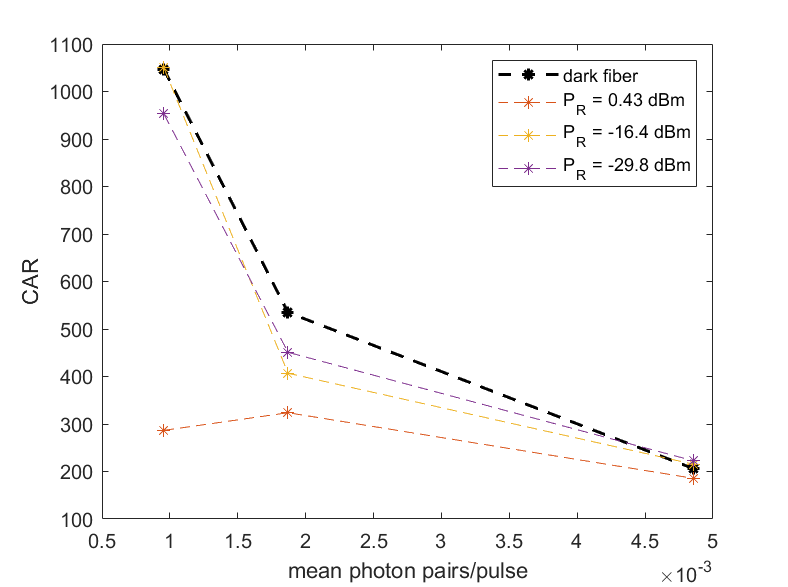 1100
1000
900
800
700
600
500
400
300
200
100
CAR
dark fiber
P_R = 0.43 dBm
P_R = -16.4 dBm
P_R = -29.8 dBm
0.5 1 1.5 2 2.5 3 3.5 4 4.5 5
mean photon pairs/pulse
×10^-3